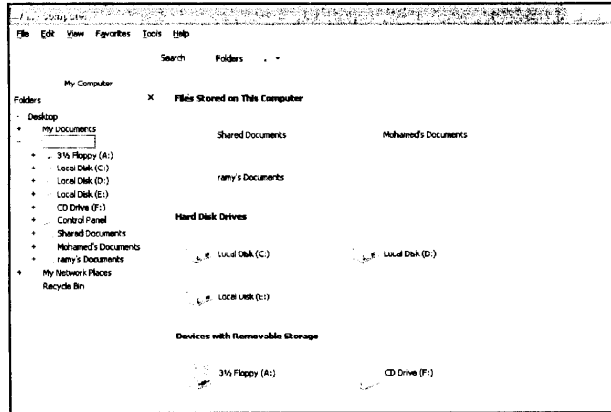 My Computer
File Edit View Favorites Tools Help
Search Folders
My Computer
Folders
Desktop
My Documents
3½ Floppy (A:)
Local Disk (C:)
Local Disk (D:)
Local Disk (E:)
CD Drive (F:)
Control Panel
Shared Documents
Mohamed's Documents
ramy's Documents
My Network Places
Recycle Bin
Files Stored on This Computer
Shared Documents Mohamed's Documents
ramy's Documents
Hard Disk Drives
Local Disk (C:) Local Disk (D:)
Local Disk (E:)
Devices with Removable Storage
3½ Floppy (A:) CD Drive (F:)